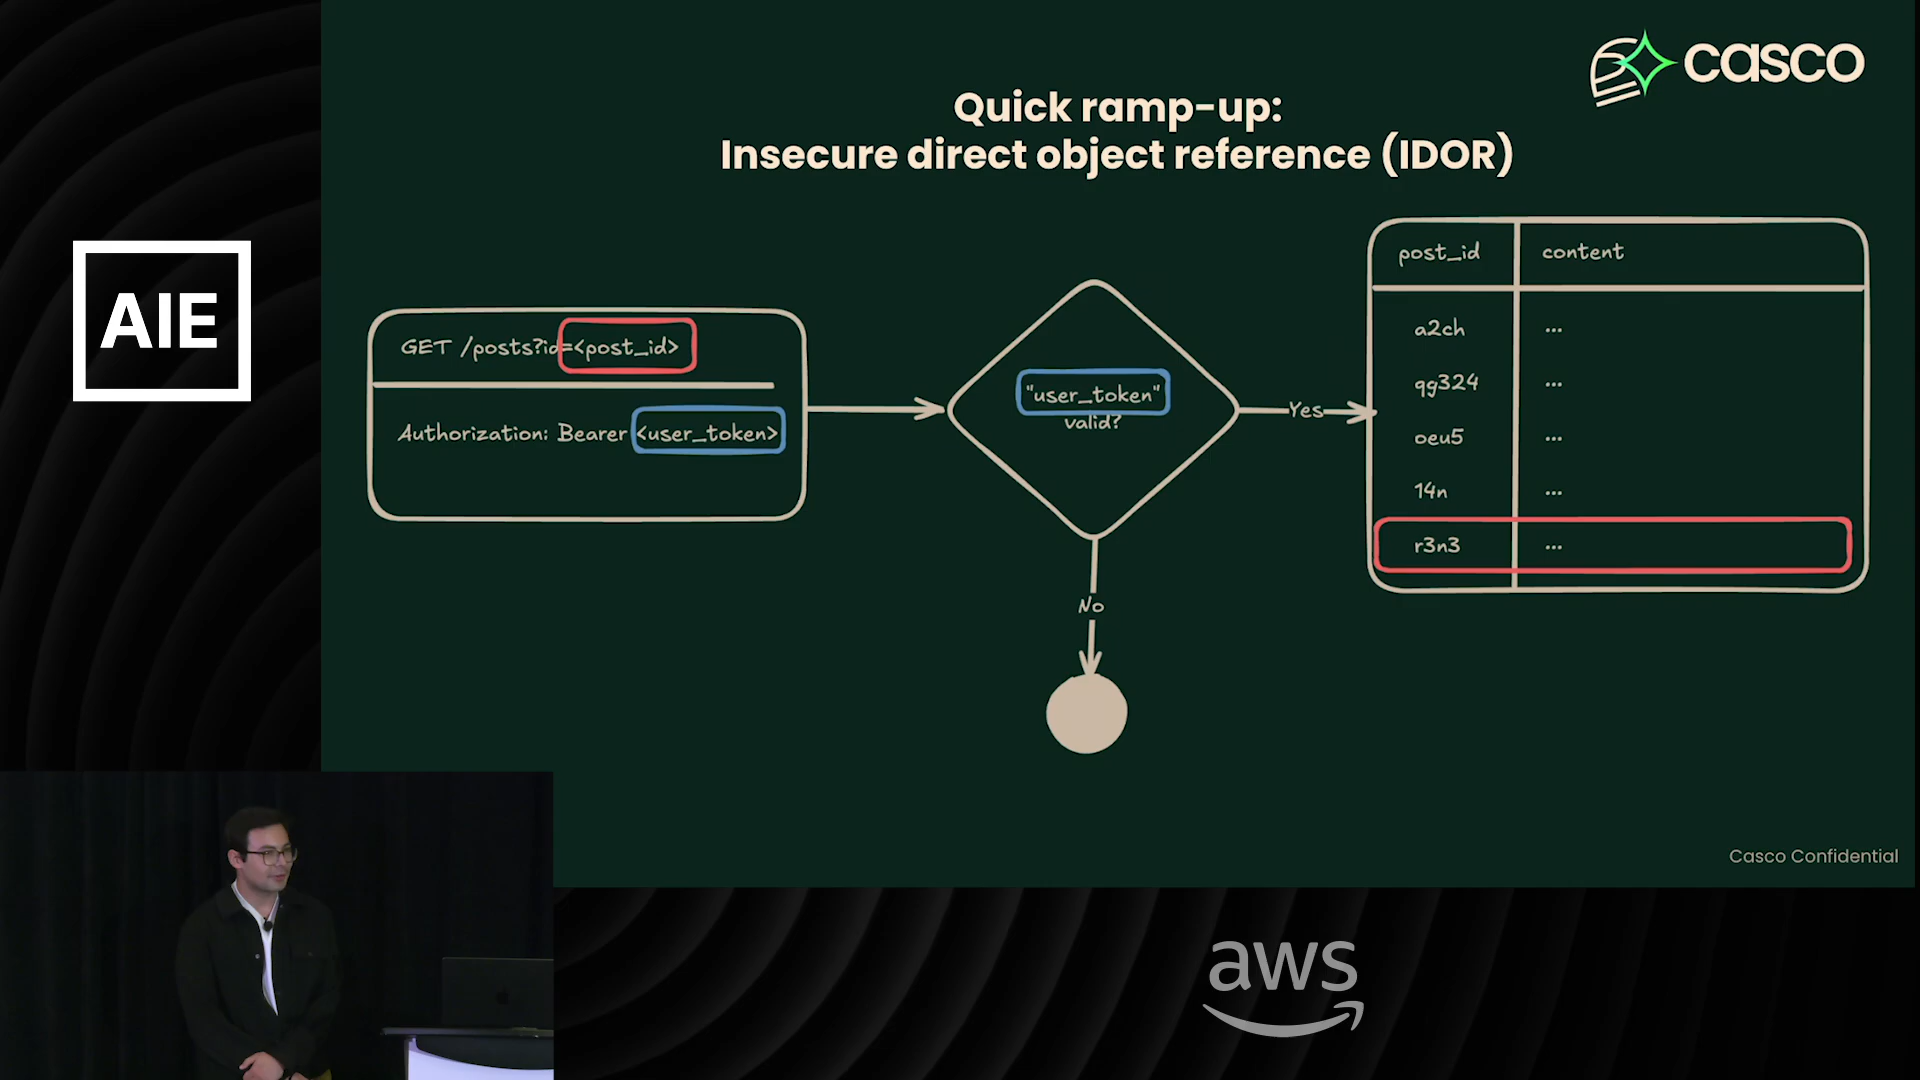 AIE
casco
Quick ramp-up:
Insecure direct object reference (IDOR)
GET /posts?id=<post_id>
Authorization: Bearer <user_token>
"user_token"
valid?
Yes
No
post_id content
a2ch ...
qg324 ...
oeu5 ...
14n ...
r3n3 ...
Casco Confidential
aws